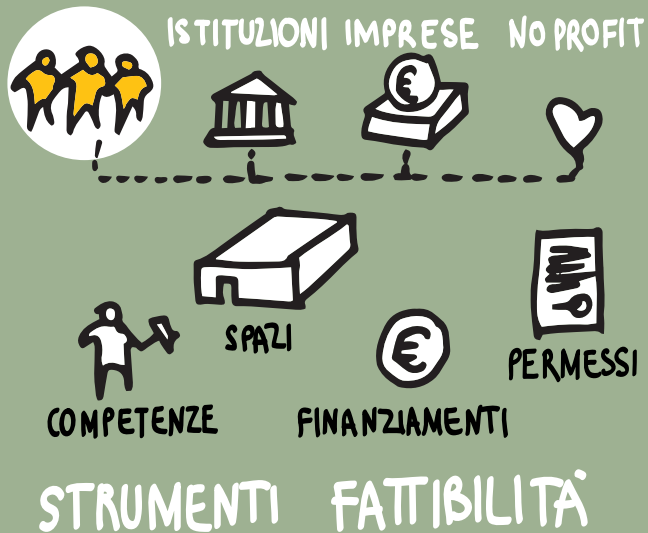 ISTITUZIONI IMPRESE NO PROFIT
€
SPAZI
€
PERMESSI
COMPETENZE FINANZIAMENTI
STRUMENTI FATTIBILITÀ